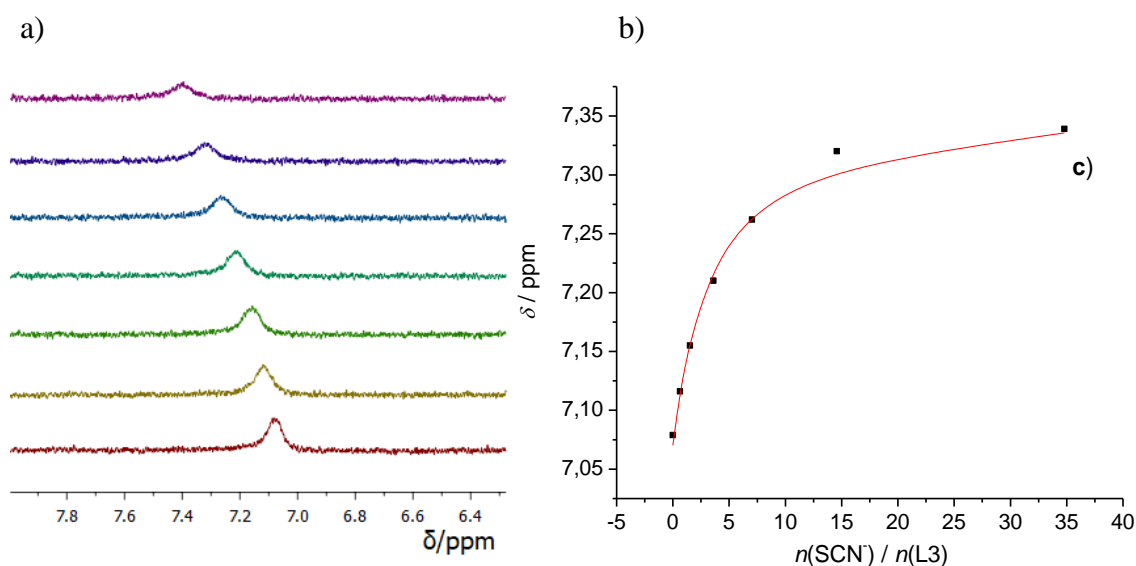 a)
7.8 7.6 7.4 7.2 7.0 6.8 6.6 6.4
δ/ppm
b)
7,35
7,30
7,25
7,20
7,15
7,10
7,05
δ / ppm
c)
-5 0 5 10 15 20 25 30 35 40
n(SCN⁻) / n(L3)